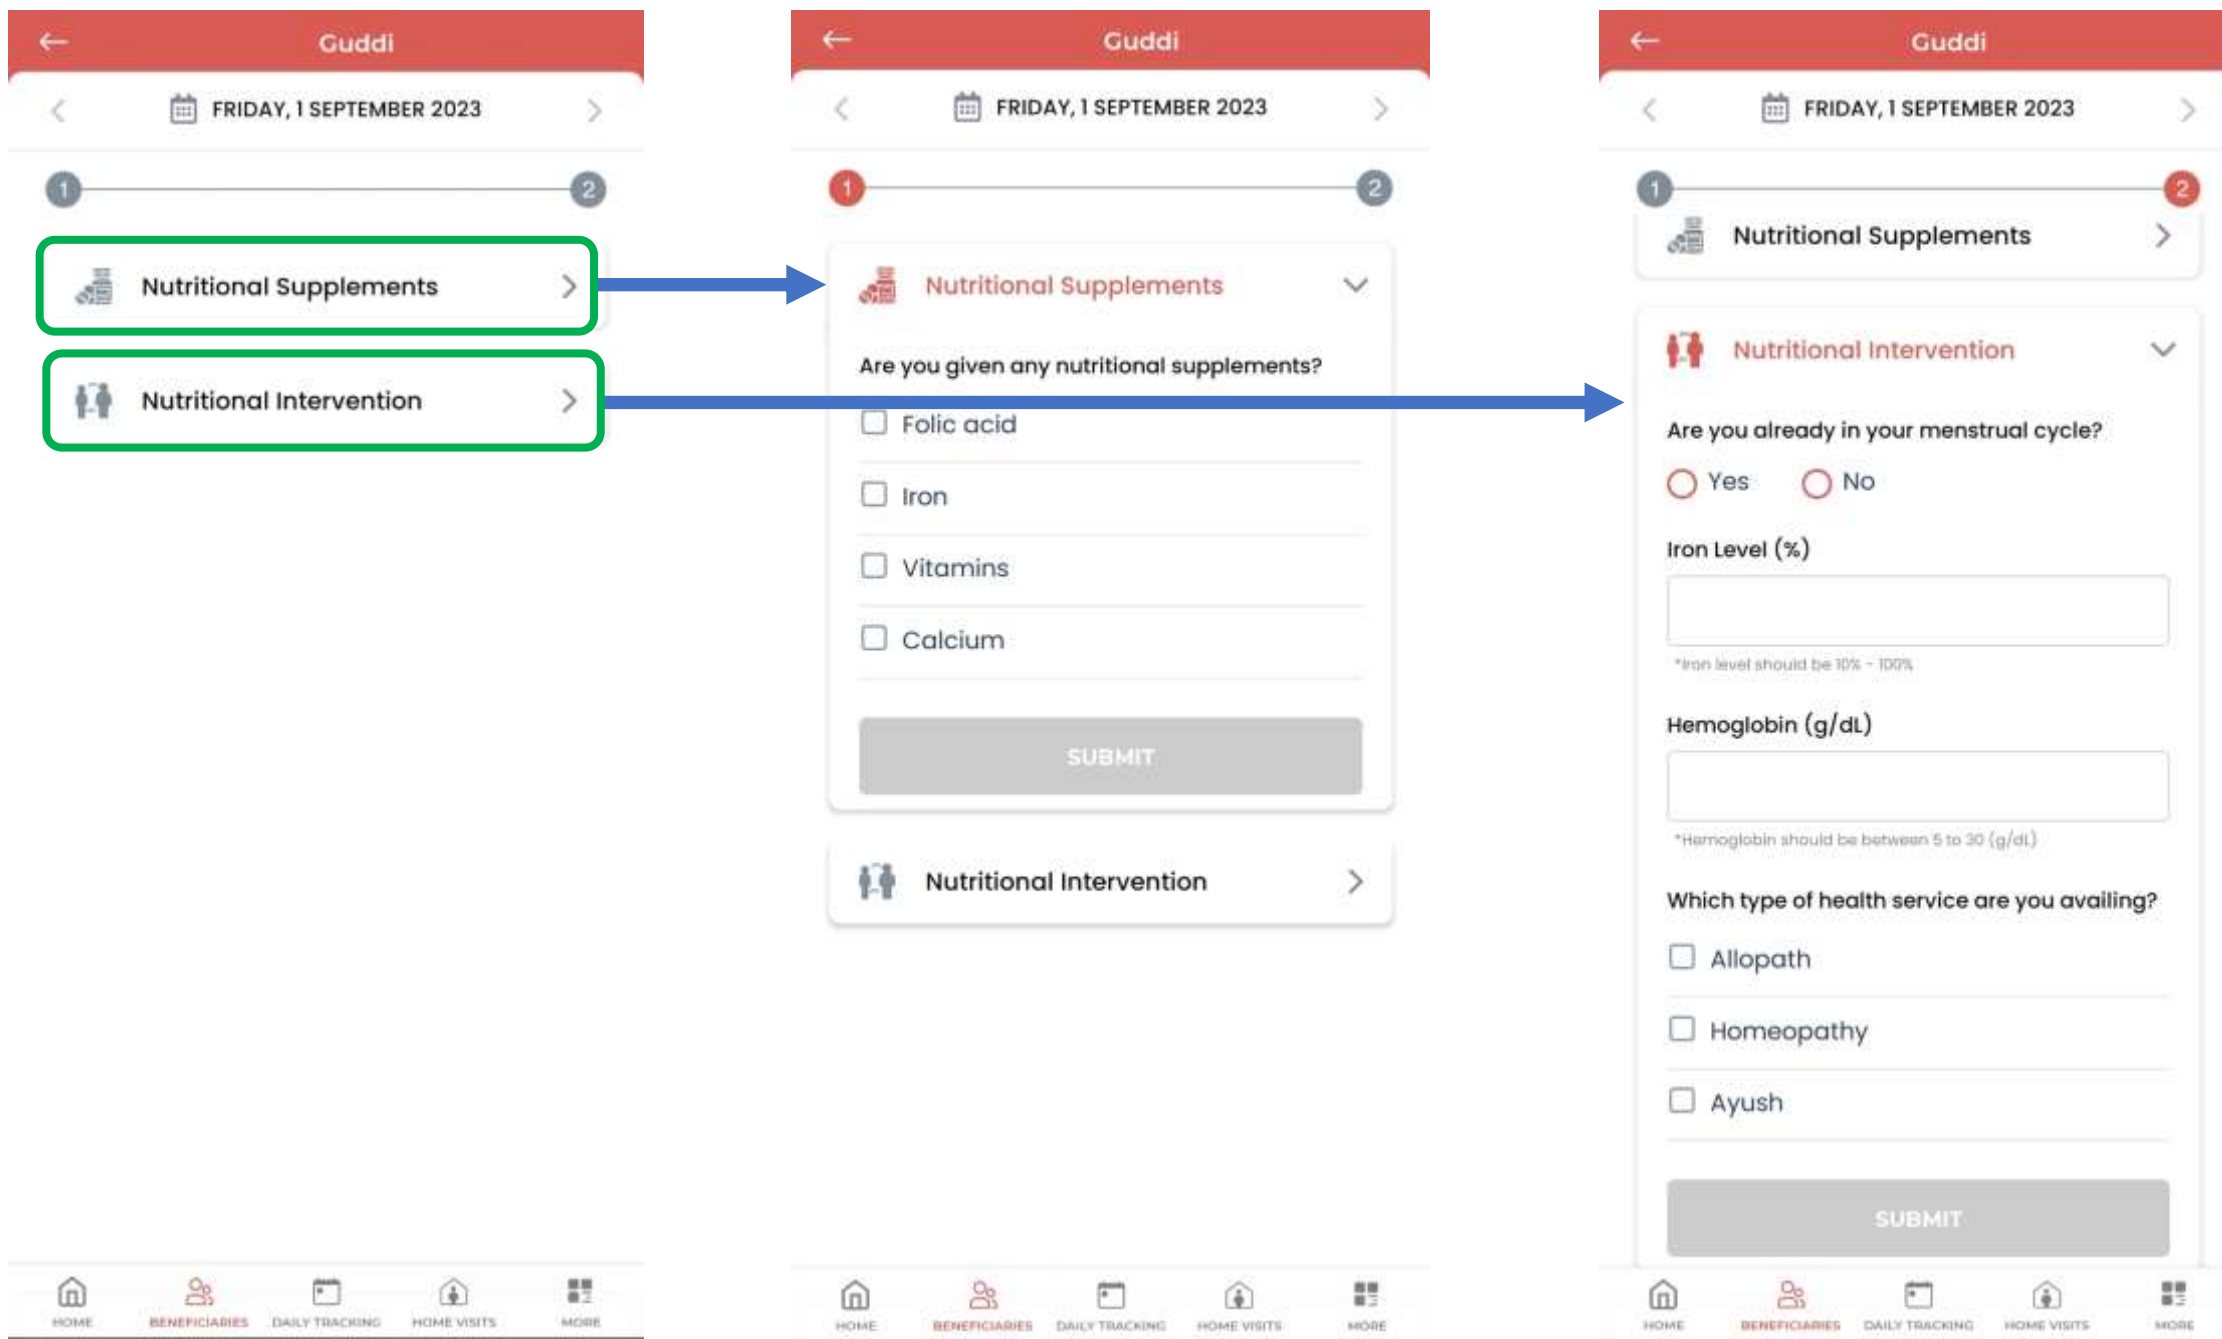 Guddi
FRIDAY, 1 SEPTEMBER 2023
1
2
Nutritional Supplements
Nutritional Intervention
HOME
BENEFICIARIES
DAILY TRACKING
HOME VISITS
MORE
Guddi
FRIDAY, 1 SEPTEMBER 2023
1
2
Nutritional Supplements
Are you given any nutritional supplements?
Folic acid
Iron
Vitamins
Calcium
SUBMIT
Nutritional Intervention
HOME
BENEFICIARIES
DAILY TRACKING
HOME VISITS
MORE
Guddi
FRIDAY, 1 SEPTEMBER 2023
1
2
Nutritional Supplements
Nutritional Intervention
Are you already in your menstrual cycle?
Yes
No
Iron Level (%)
*Iron level should be 10% - 100%
Hemoglobin (g/dL)
*Hemoglobin should be between 5 to 30 (g/dL)
Which type of health service are you availing?
Allopath
Homeopathy
Ayush
SUBMIT
HOME
BENEFICIARIES
DAILY TRACKING
HOME VISITS
MORE